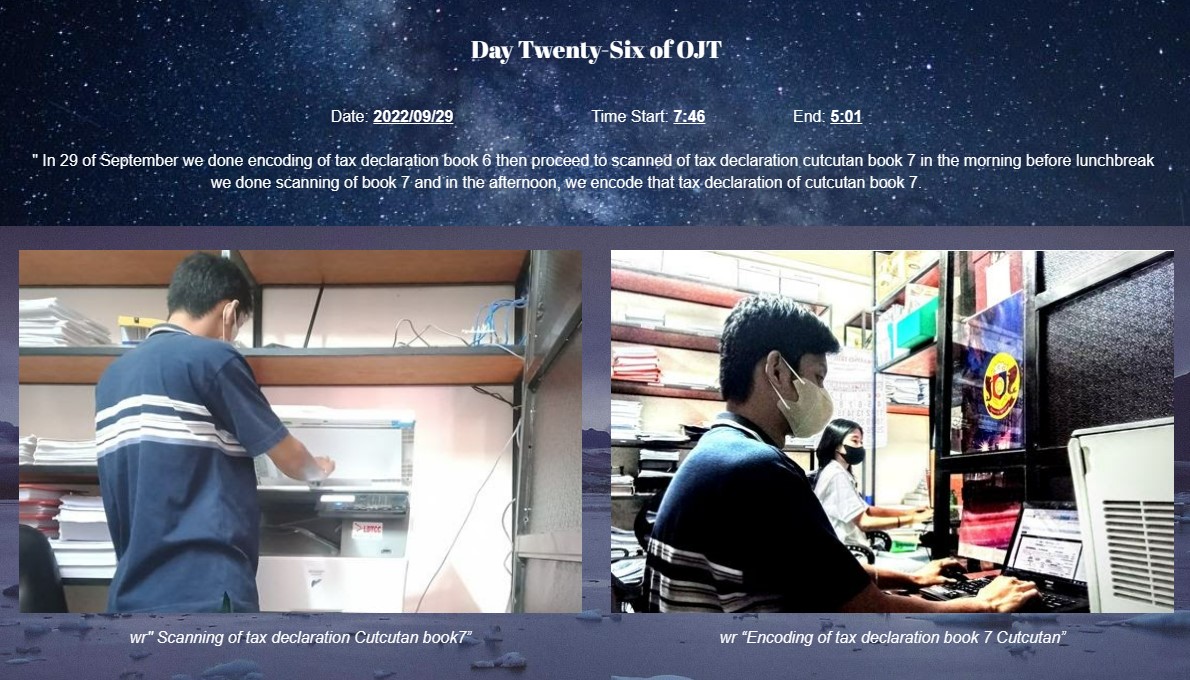 Day Twenty-Six of OJT
Date: 2022/09/29 Time Start: 7:46 End: 5:01
" In 29 of September we done encoding of tax declaration book 6 then proceed to scanned of tax declaration cutcutan book 7 in the morning before lunchbreak
we done scanning of book 7 and in the afternoon, we encode that tax declaration of cutcutan book 7.
LBTCC
wr" Scanning of tax declaration Cutcutan book7”
wr “Encoding of tax declaration book 7 Cutcutan”